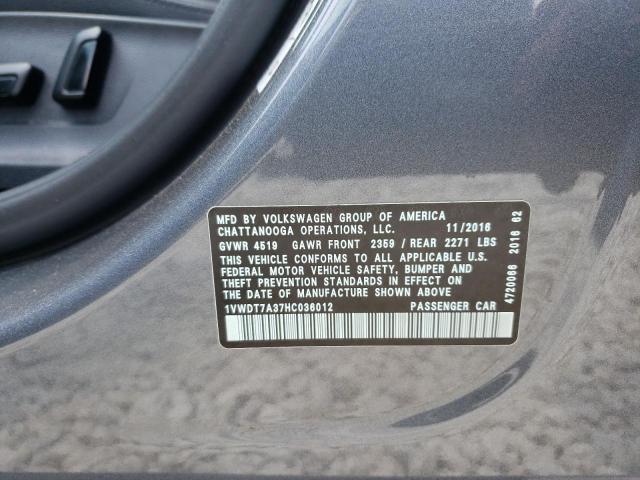 MFD BY VOLKSWAGEN GROUP OF AMERICA
CHATTANOOGA OPERATIONS, LLC. 11/2016
GVWR 4519 GAWR FRONT 2359 / REAR 2271 LBS
THIS VEHICLE CONFORMS TO ALL APPLICABLE U.S.
FEDERAL MOTOR VEHICLE SAFETY, BUMPER AND
THEFT PREVENTION STANDARDS IN EFFECT ON
THE DATE OF MANUFACTURE SHOWN ABOVE.
1VWDT7A37HC036012 PASSENGER CAR
4720066 2016 62